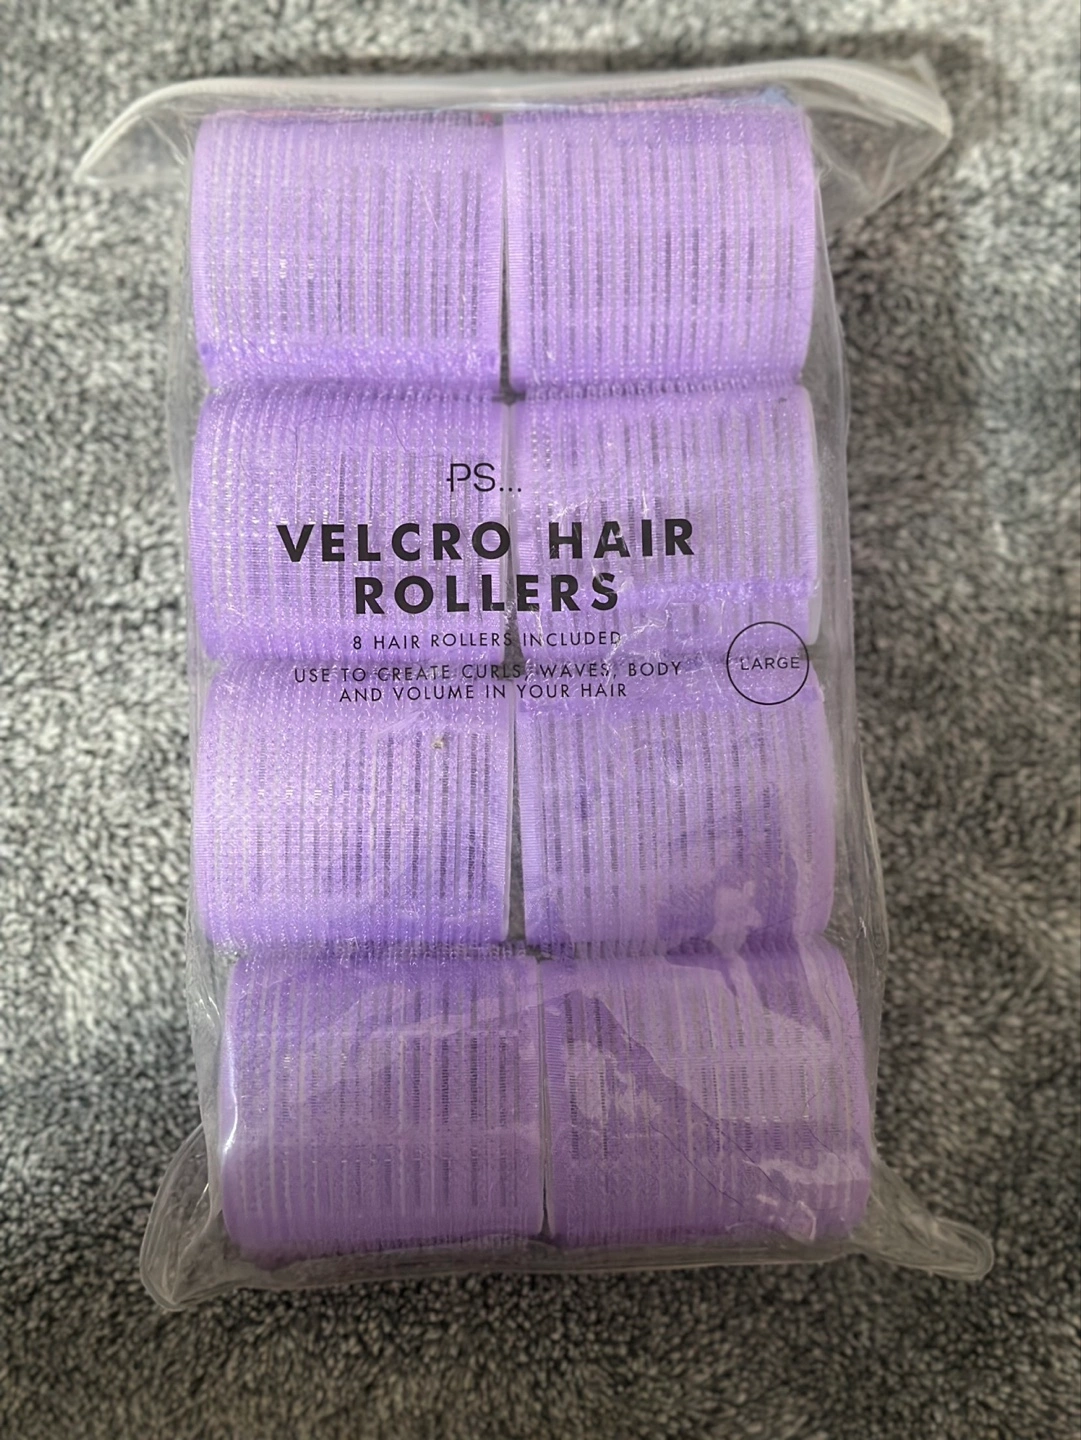 PS...
VELCRO HAIR
ROLLERS
8 HAIR ROLLERS INCLUDED
USE TO CREATE CURLS, WAVES, BODY
AND VOLUME IN YOUR HAIR
LARGE